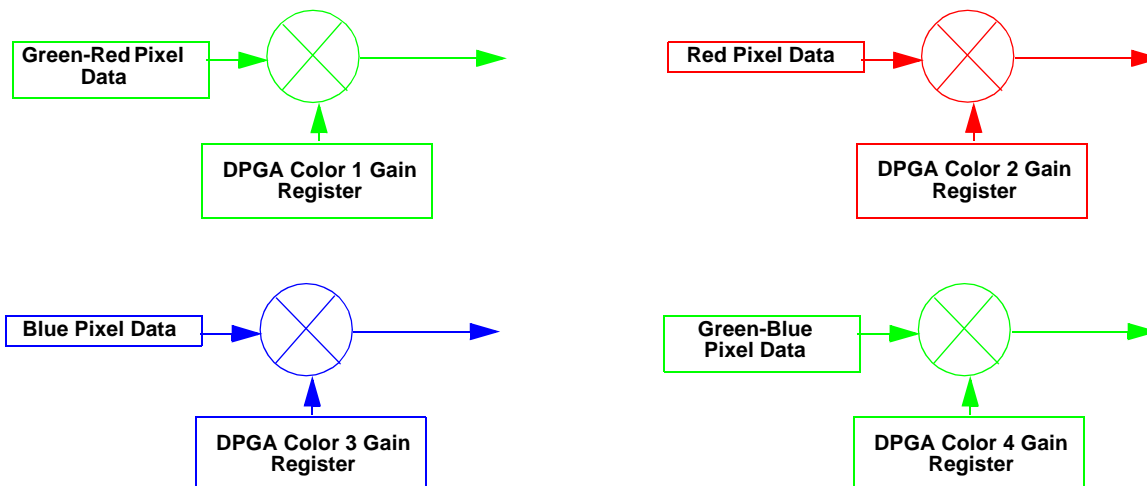 Green-Red Pixel
Data
DPGA Color 1 Gain
Register
Red Pixel Data
DPGA Color 2 Gain
Register
Blue Pixel Data
DPGA Color 3 Gain
Register
Green-Blue
Pixel Data
DPGA Color 4 Gain
Register